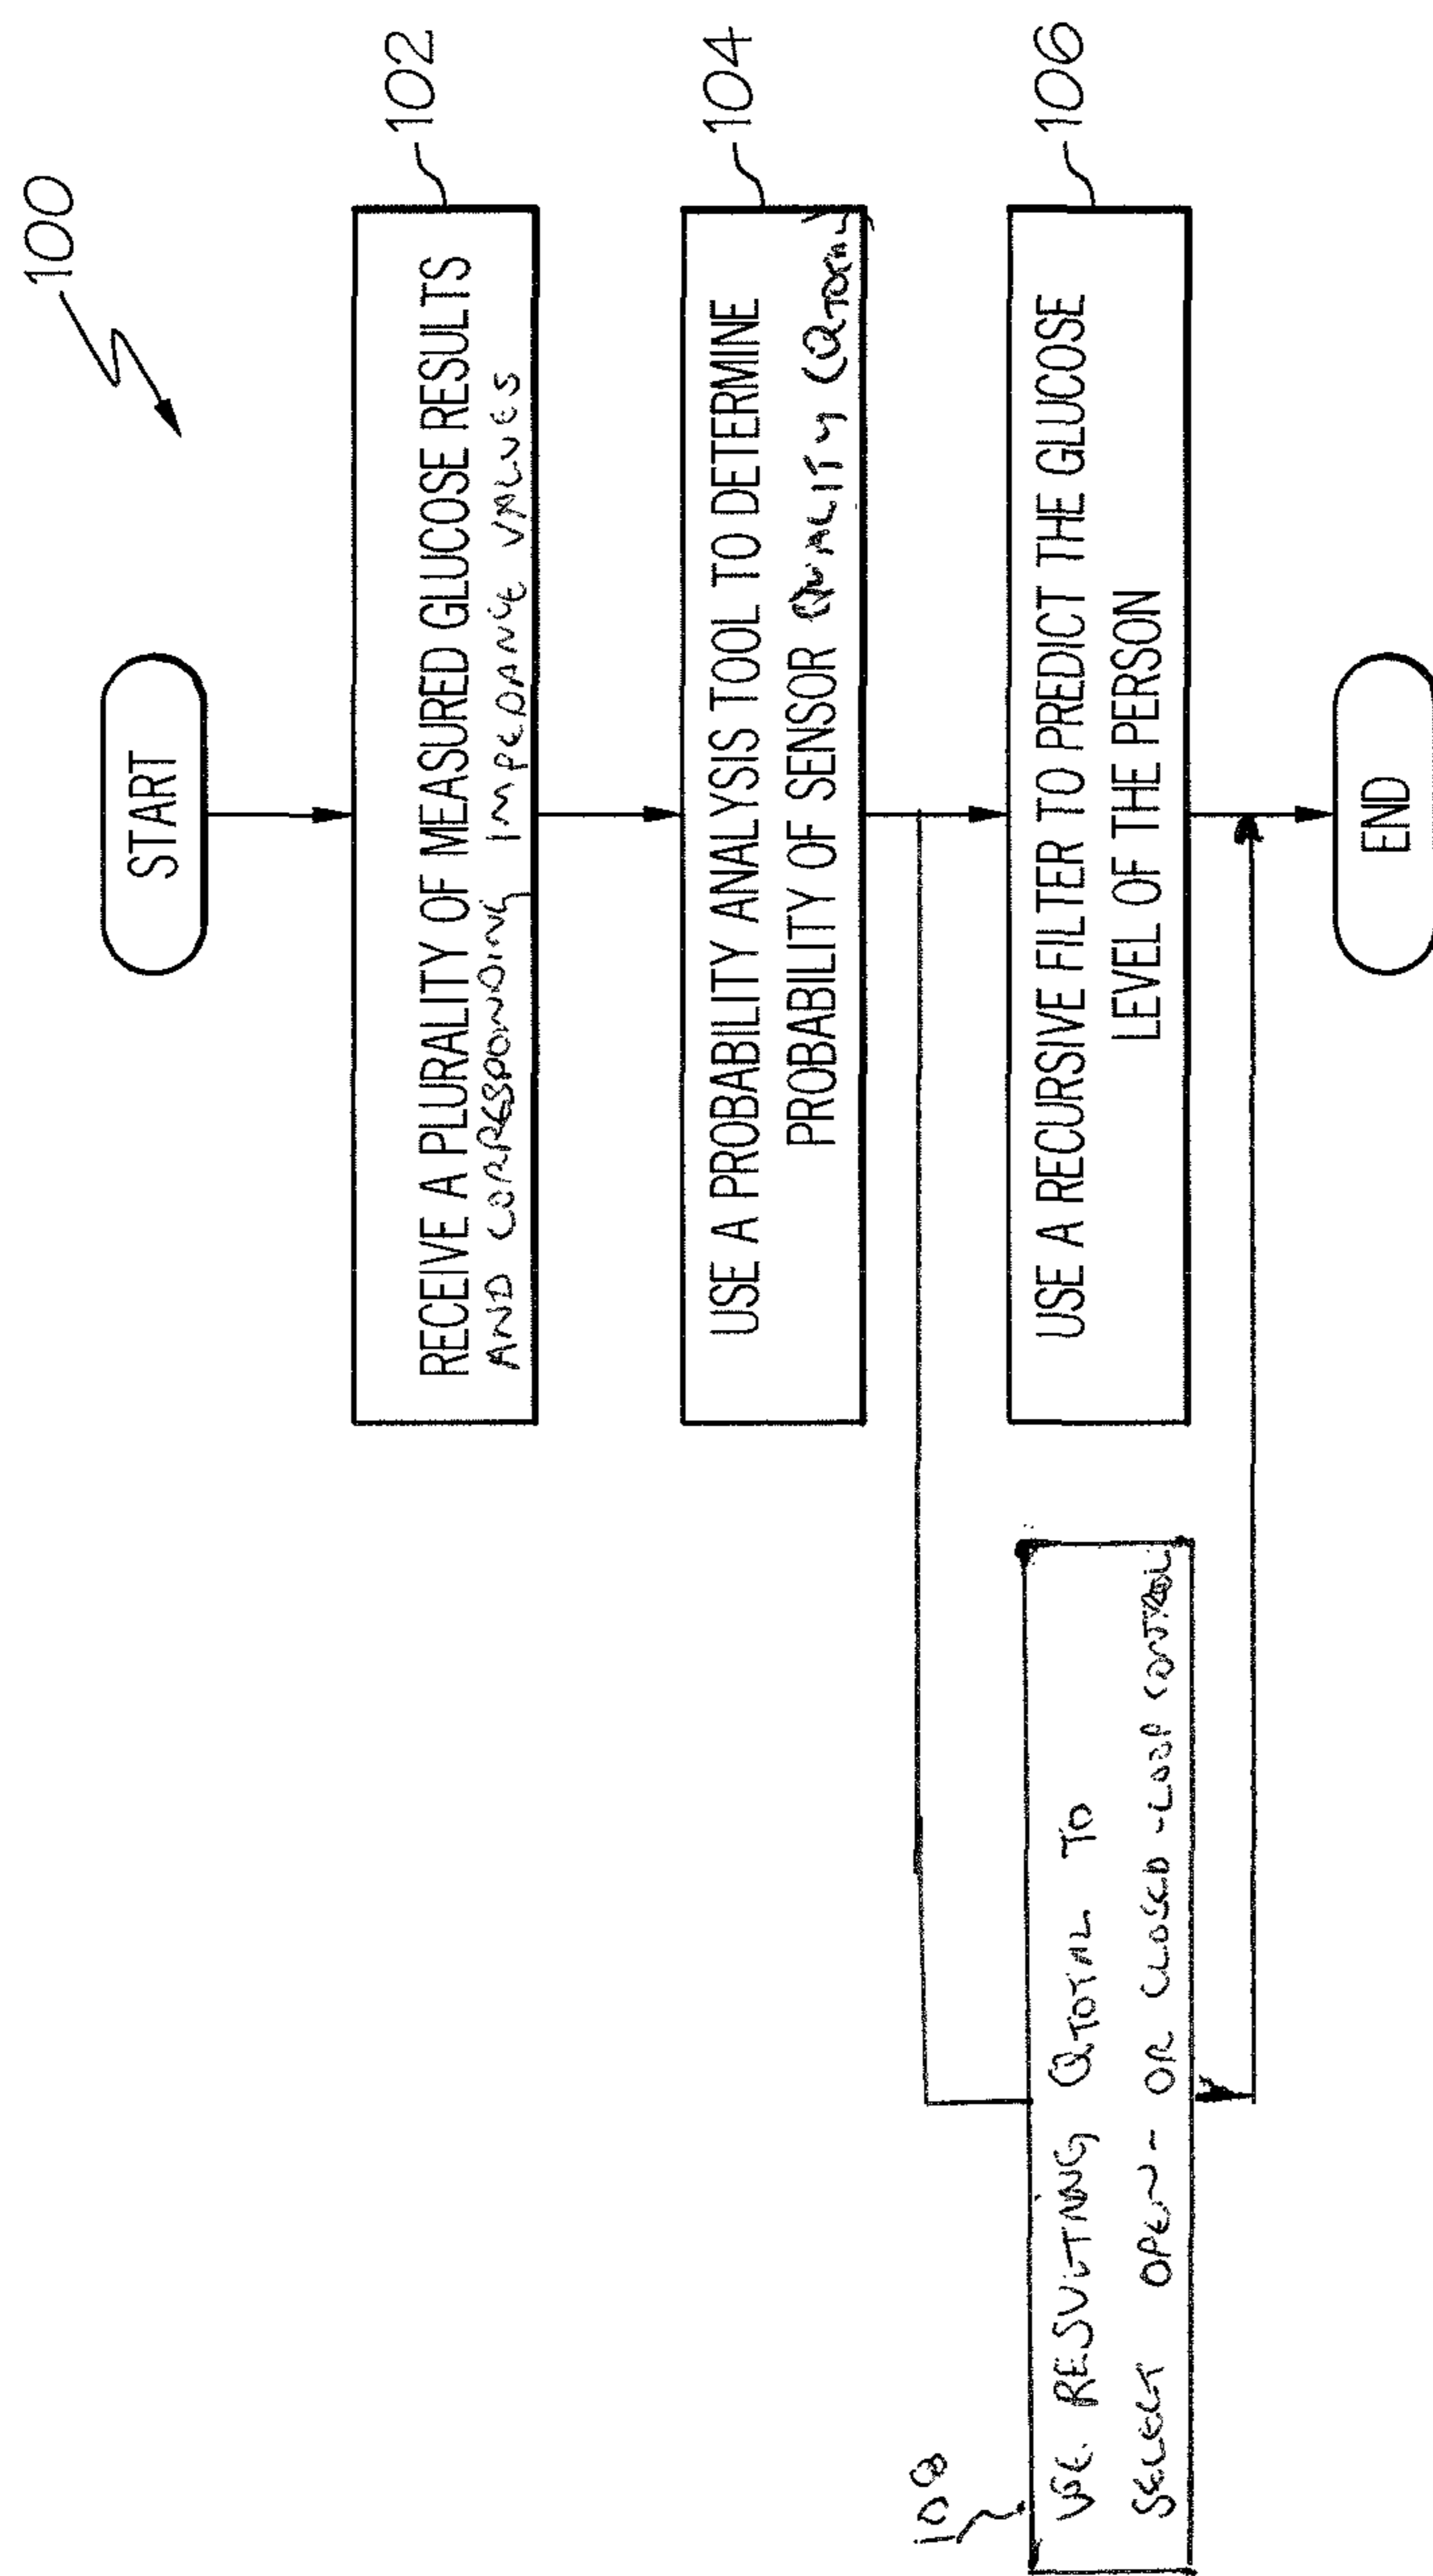 100
START
RECEIVE A PLURALITY OF MEASURED GLUCOSE RESULTS
AND CORRESPONDING IMPEDANCE VALUES
102
USE A PROBABILITY ANALYSIS TOOL TO DETERMINE
PROBABILITY OF SENSOR QUALITY (QTOTAL)
104
USE A RECURSIVE FILTER TO PREDICT THE GLUCOSE
LEVEL OF THE PERSON
106
108
USE RESULTING QTOTAL TO
SELECT OPEN- OR CLOSED-LOOP CONTROL
END